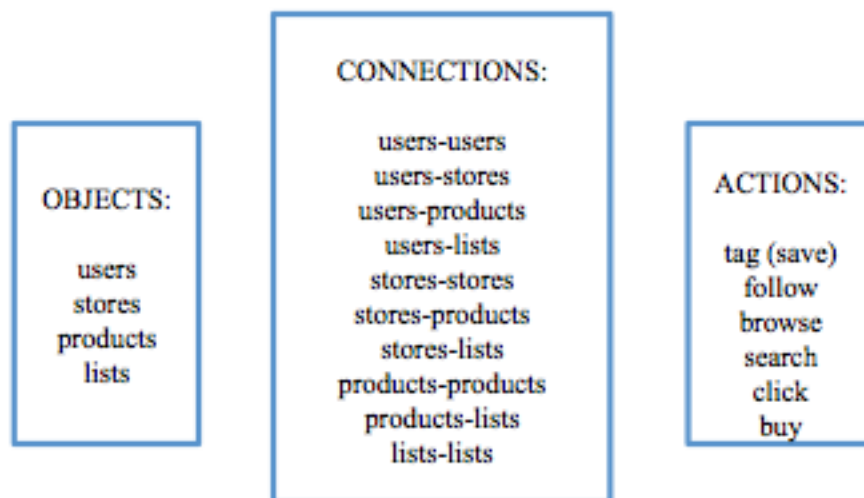 OBJECTS:
users
stores
products
lists
CONNECTIONS:
users-users
users-stores
users-products
users-lists
stores-stores
stores-products
stores-lists
products-products
products-lists
lists-lists
ACTIONS:
tag (save)
follow
browse
search
click
buy